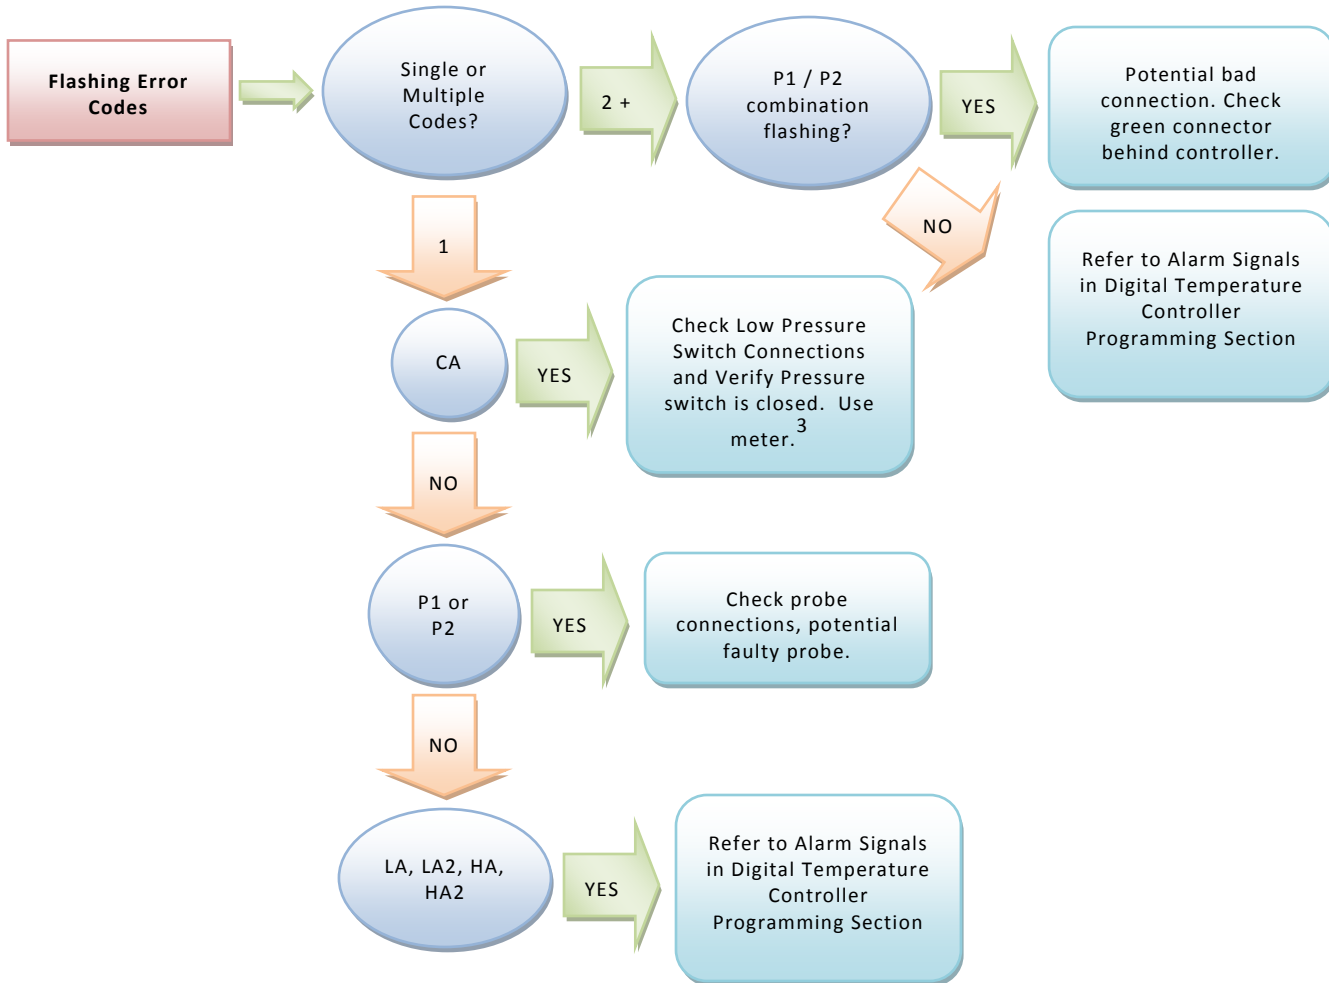 Flashing Error
Codes
Single or
Multiple
Codes?
2 +
P1 / P2
combination
flashing?
YES
Potential bad
connection. Check
green connector
behind controller.
NO
Refer to Alarm Signals
in Digital Temperature
Controller
Programming Section
1
CA
YES
Check Low Pressure
Switch Connections
and Verify Pressure
switch is closed.  Use
meter.3
NO
P1 or
P2
YES
Check probe
connections, potential
faulty probe.
NO
LA, LA2, HA,
HA2
YES
Refer to Alarm Signals
in Digital Temperature
Controller
Programming Section